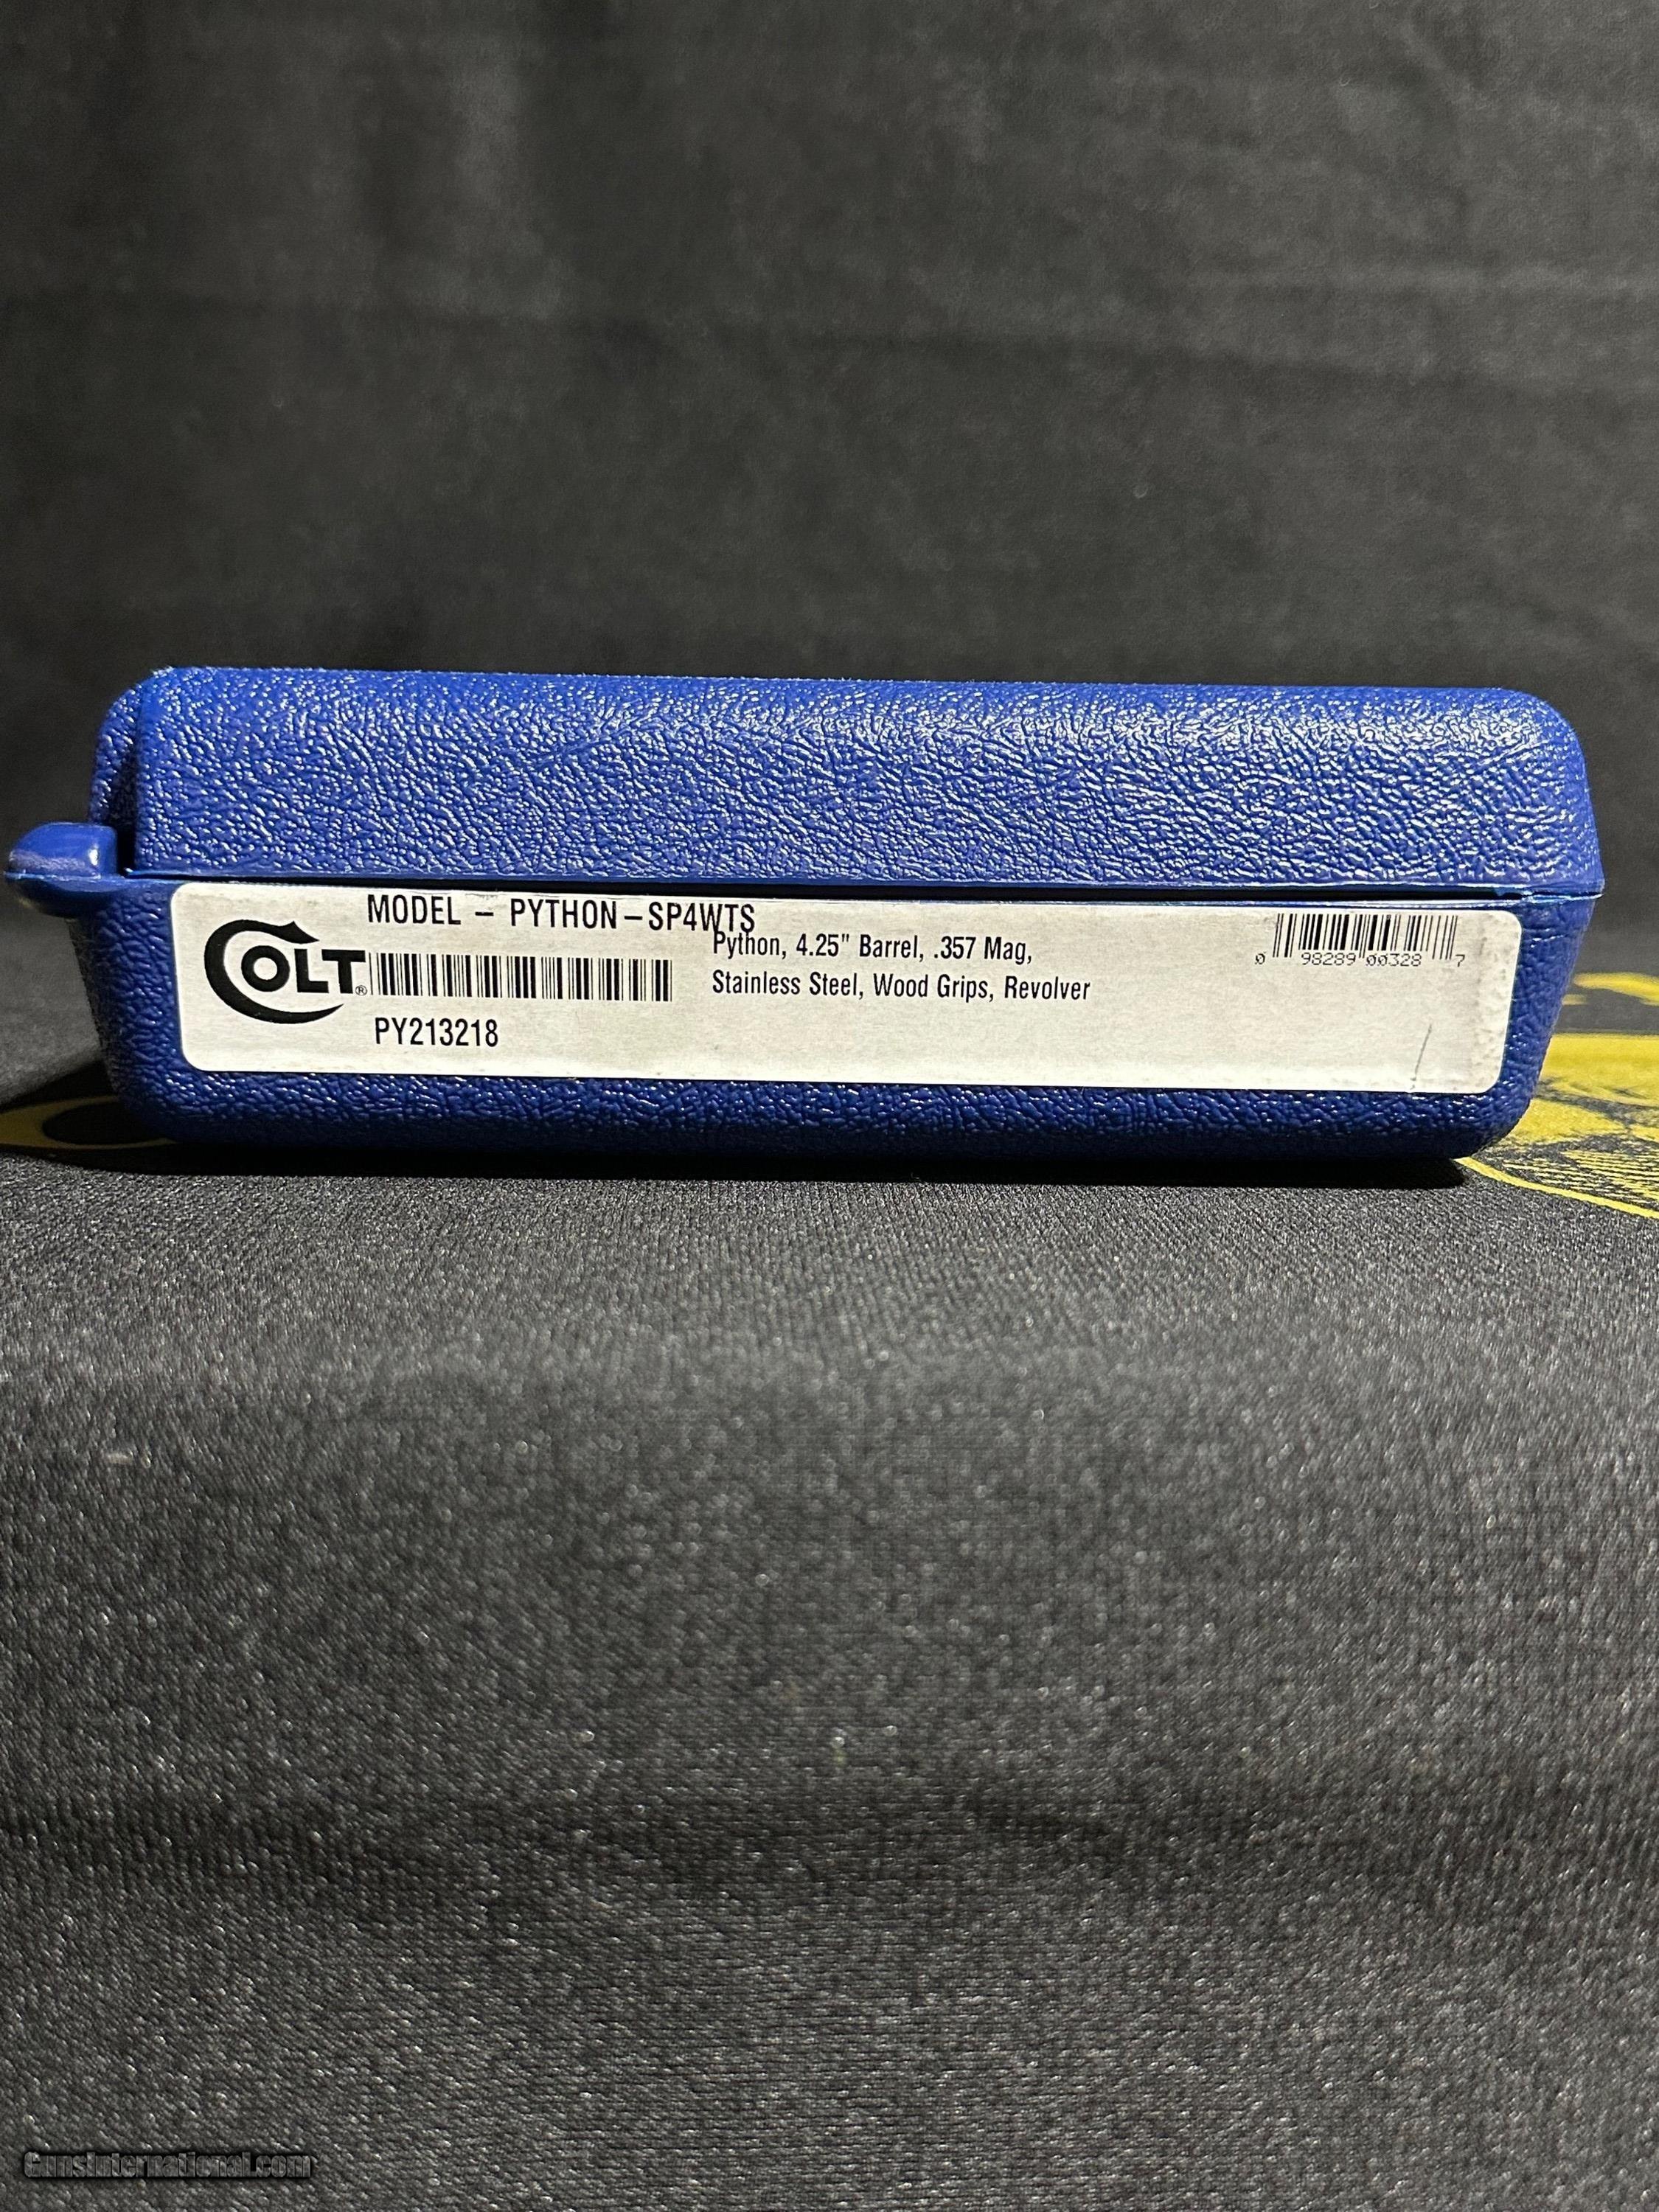 MODEL – PYTHON–SP4WTS
Python, 4.25" Barrel, .357 Mag,
Stainless Steel, Wood Grips, Revolver
COLT®
PY213218
0 98289 00328 7
GunsInternational.com